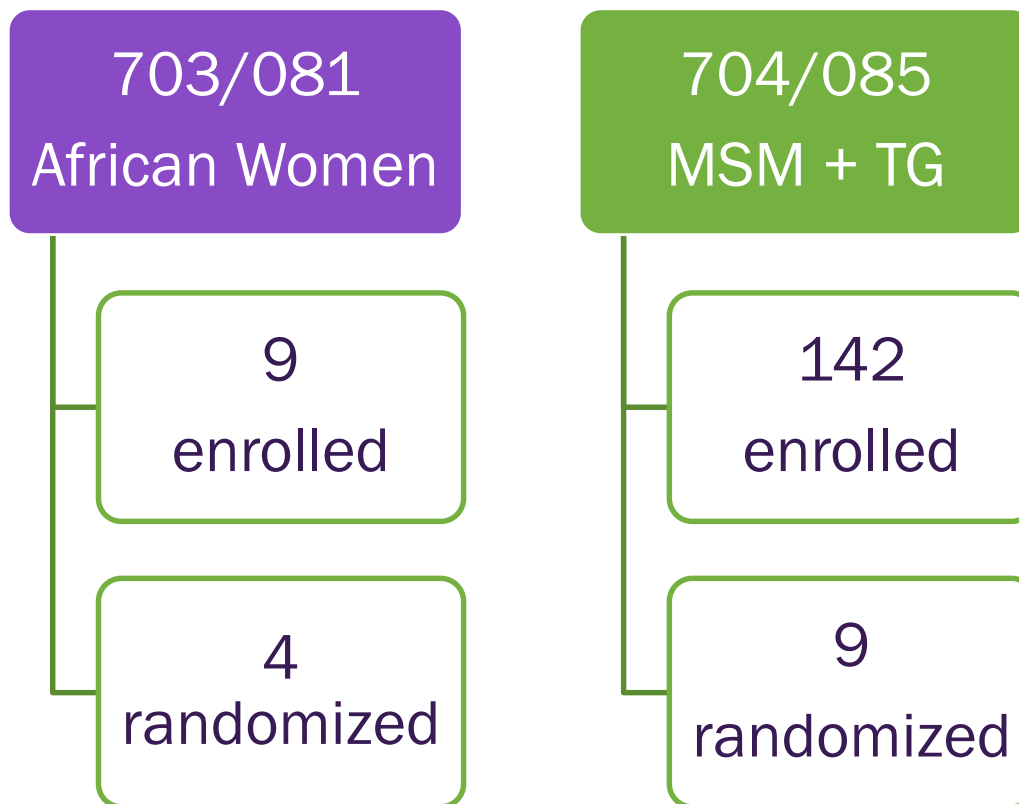 703/081
African Women
9
enrolled
4
randomized
704/085
MSM + TG
142
enrolled
9
randomized